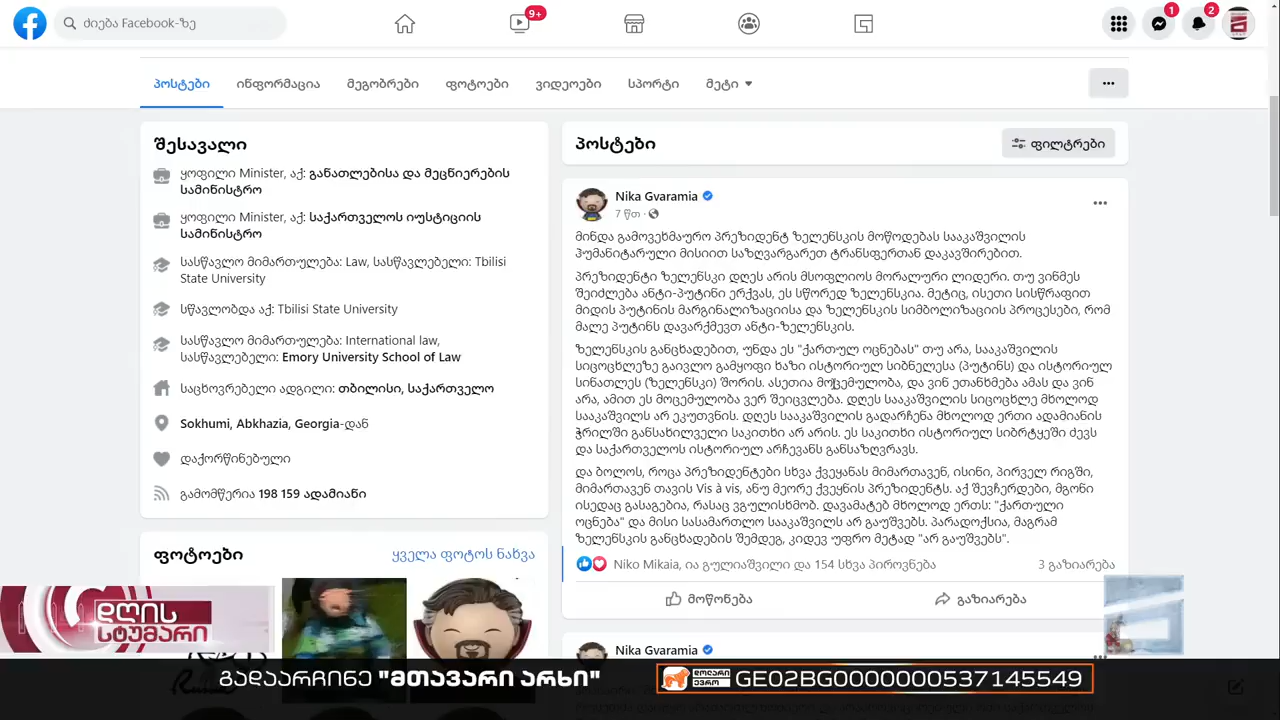 ძიება Facebook-ზე
9+
1
2
პოსტები ინფორმაცია მეგობრები ფოტოები ვიდეოები სპორტი მეტი
შესავალი
ყოფილი Minister, აქ: განათლებისა და მეცნიერების
სამინისტრო
ყოფილი Minister, აქ: საქართველოს იუსტიციის
სამინისტრო
სასწავლო მიმართულება: Law, სასწავლებელი: Tbilisi
State University
სწავლობდა აქ: Tbilisi State University
სასწავლო მიმართულება: International law,
სასწავლებელი: Emory University School of Law
საცხოვრებელი ადგილი: თბილისი, საქართველო
Sokhumi, Abkhazia, Georgia-დან
დაქორწინებული
გამომწერია 198 159 ადამიანი
ფოტოები ყველა ფოტოს ნახვა
პოსტები ფილტრები
Nika Gvaramia
7 წთ
მინდა გამოვეხმაურო პრეზიდენტ ზელენსკის მოწოდებას სააკაშვილის
ჰუმანიტარული მისიით საზღვარგარეთ ტრანსფერთან დაკავშირებით.
პრეზიდენტი ზელენსკი დღეს არის მსოფლიოს მორალური ლიდერი. თუ ვინმეს
შეიძლება ანტი-პუტინი ერქვას, ეს სწორედ ზელენსკია. მეტიც, ისეთი სისწრაფით
მიდის პუტინის მარგინალიზაციისა და ზელენსკის სიმბოლიზაციის პროცესები, რომ
მალე პუტინს დავარქმევთ ანტი-ზელენსკის.
ზელენსკის განცხადებით, უნდა ეს "ქართულ ოცნებას" თუ არა, სააკაშვილის
სიცოცხლეზე გაივლო გამყოფი ხაზი ისტორიულ სიბნელესა (პუტინს) და ისტორიულ
სინათლეს (ზელენსკი) შორის. ასეთია მოცემულობა, და ვინ ეთანხმება ამას და ვინ
არა, ამით ეს მოცემულობა ვერ შეიცვლება. დღეს სააკაშვილის სიცოცხლე მხოლოდ
სააკაშვილს არ ეკუთვნის. დღეს სააკაშვილის გადარჩენა მხოლოდ ერთი ადამიანის
ჭრილში განსახილველი საკითხი არ არის. ეს საკითხი ისტორიულ სიბრტყეში ძევს
და საქართველოს ისტორიულ არჩევანს განსაზღვრავს.
და ბოლოს, როცა პრეზიდენტები სხვა ქვეყანას მიმართავენ, ისინი, პირველ რიგში,
მიმართავენ თავის Vis à vis, ანუ მეორე ქვეყნის პრეზიდენტს. აქ შევჩერდები, მგონი
ისედაც გასაგებია, რასაც ვგულისხმობ. დავამატებ მხოლოდ ერთს: "ქართული
ოცნება" და მისი სასამართლო სააკაშვილს არ გაუშვებს. პარადოქსია, მაგრამ
ზელენსკის განცხადების შემდეგ, კიდევ უფრო მეტად "არ გაუშვებს".
Niko Mikaia, ია გულიაშვილი და 154 სხვა პიროვნება 3 გაზიარება
მოწონება გაზიარება
Nika Gvaramia
დღის
სტუმარი
გადაარჩინე "მთავარი არხი"
დოლარი
ევრო
GE02BG0000000537145549